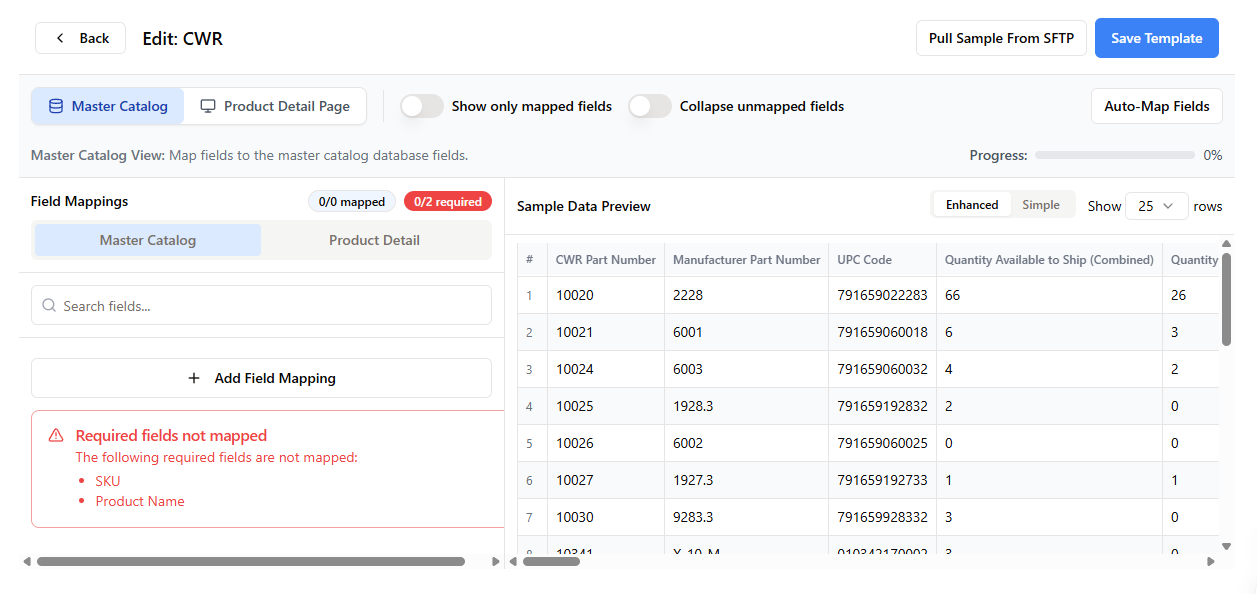 Back
Edit: CWR
Pull Sample From SFTP
Save Template
Master Catalog
Product Detail Page
Show only mapped fields
Collapse unmapped fields
Auto-Map Fields
Master Catalog View: Map fields to the master catalog database fields.
Progress: 0%
Field Mappings
0/0 mapped
0/2 required
Master Catalog
Product Detail
Search fields...
Add Field Mapping
Required fields not mapped
The following required fields are not mapped:
• SKU
• Product Name
Sample Data Preview
Enhanced
Simple
Show 25 rows
# CWR Part Number Manufacturer Part Number UPC Code Quantity Available to Ship (Combined) Quantity
1 10020 2228 791659022283 66 26
2 10021 6001 791659060018 6 3
3 10024 6003 791659060032 4 2
4 10025 1928.3 791659192832 2 0
5 10026 6002 791659060025 0 0
6 10027 1927.3 791659192733 1 1
7 10030 9283.3 791659928332 3 0
8 10341 X-10-M 010342170002 3 0